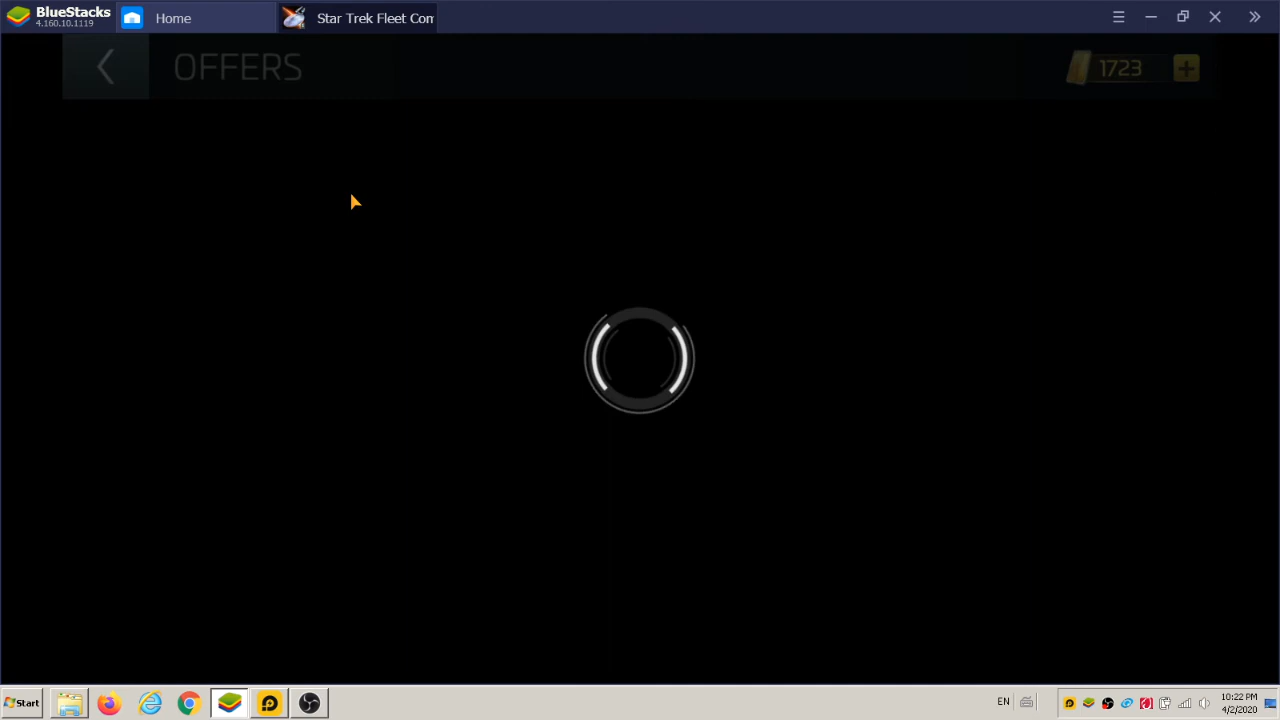 BlueStacks
4.160.10.1119
Home
Star Trek Fleet Con
OFFERS
1723
Start
EN
10:22 PM
4/2/2020